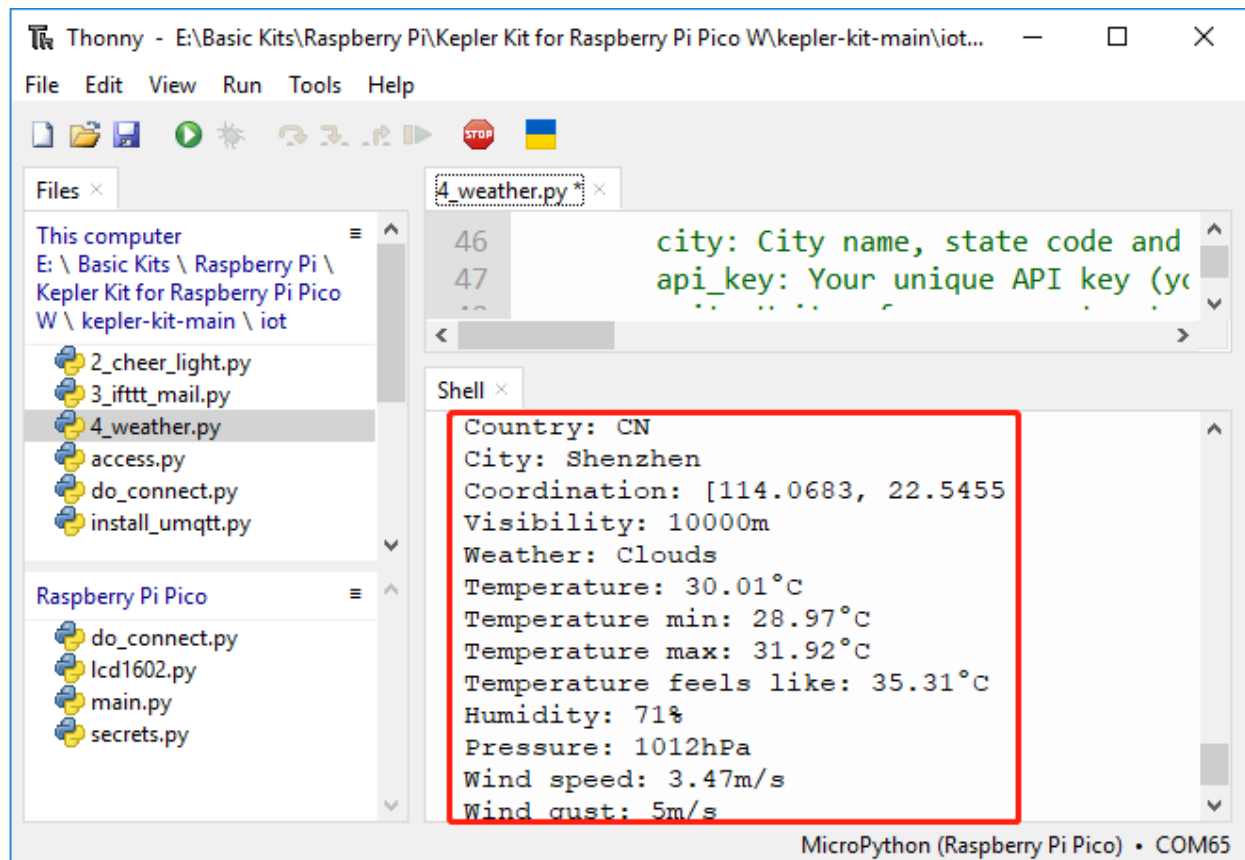 Thonny - E:\Basic Kits\Raspberry Pi\Kepler Kit for Raspberry Pi Pico W\kepler-kit-main\iot...
File Edit View Run Tools Help
STOP
Files
This computer
E: \ Basic Kits \ Raspberry Pi \
Kepler Kit for Raspberry Pi Pico
W \ kepler-kit-main \ iot
2_cheer_light.py
3_ifttt_mail.py
4_weather.py
access.py
do_connect.py
install_umqtt.py
Raspberry Pi Pico
do_connect.py
lcd1602.py
main.py
secrets.py
4_weather.py *
46 city: City name, state code and
47 api_key: Your unique API key
Shell
Country: CN
City: Shenzhen
Coordination: [114.0683, 22.5455
Visibility: 10000m
Weather: Clouds
Temperature: 30.01°C
Temperature min: 28.97°C
Temperature max: 31.92°C
Temperature feels like: 35.31°C
Humidity: 71%
Pressure: 1012hPa
Wind speed: 3.47m/s
Wind gust: 5m/s
MicroPython (Raspberry Pi Pico) • COM65